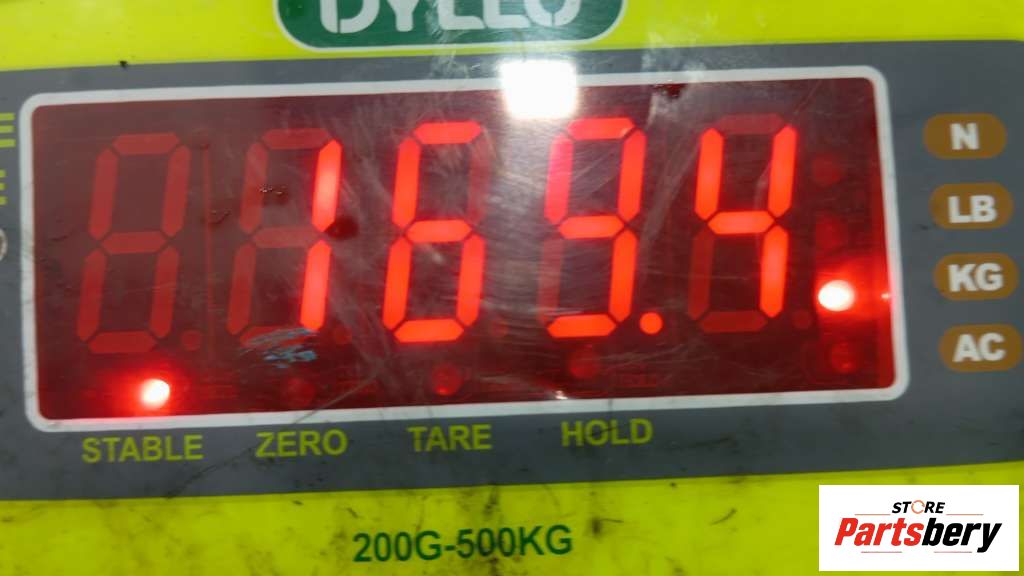 169.4
N
LB
KG
AC
STABLE ZERO TARE HOLD
200G-500KG
STORE
Partsbery